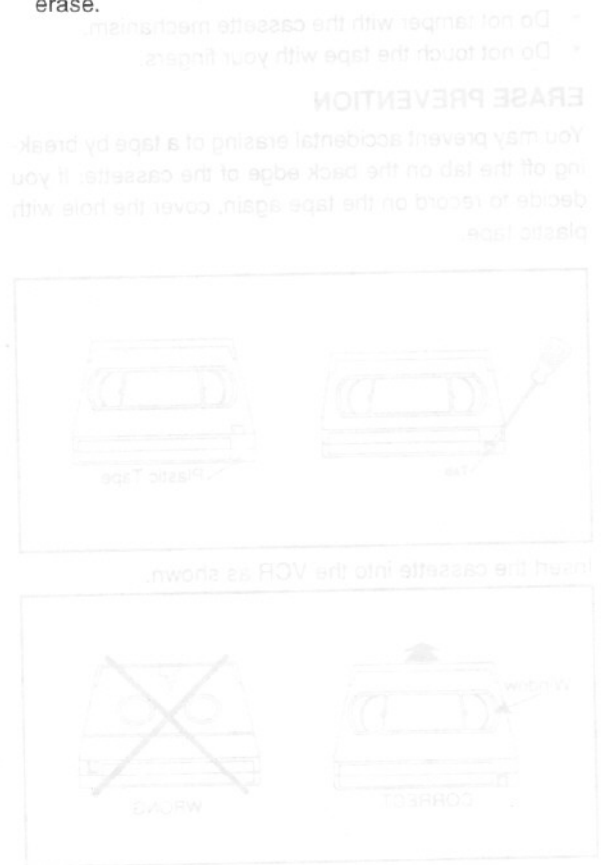 erase.
• Do not tamper with the cassette mechanism.
• Do not touch the tape with your fingers.
ERASE PREVENTION
You may prevent accidental erasing of a tape by break-
ing off the tab on the back edge of the cassette. If you
decide to record on the tape again, cover the hole with
plastic tape.
Tab
Plastic Tape
Insert the cassette into the VCR as shown.
Window
CORRECT
WRONG